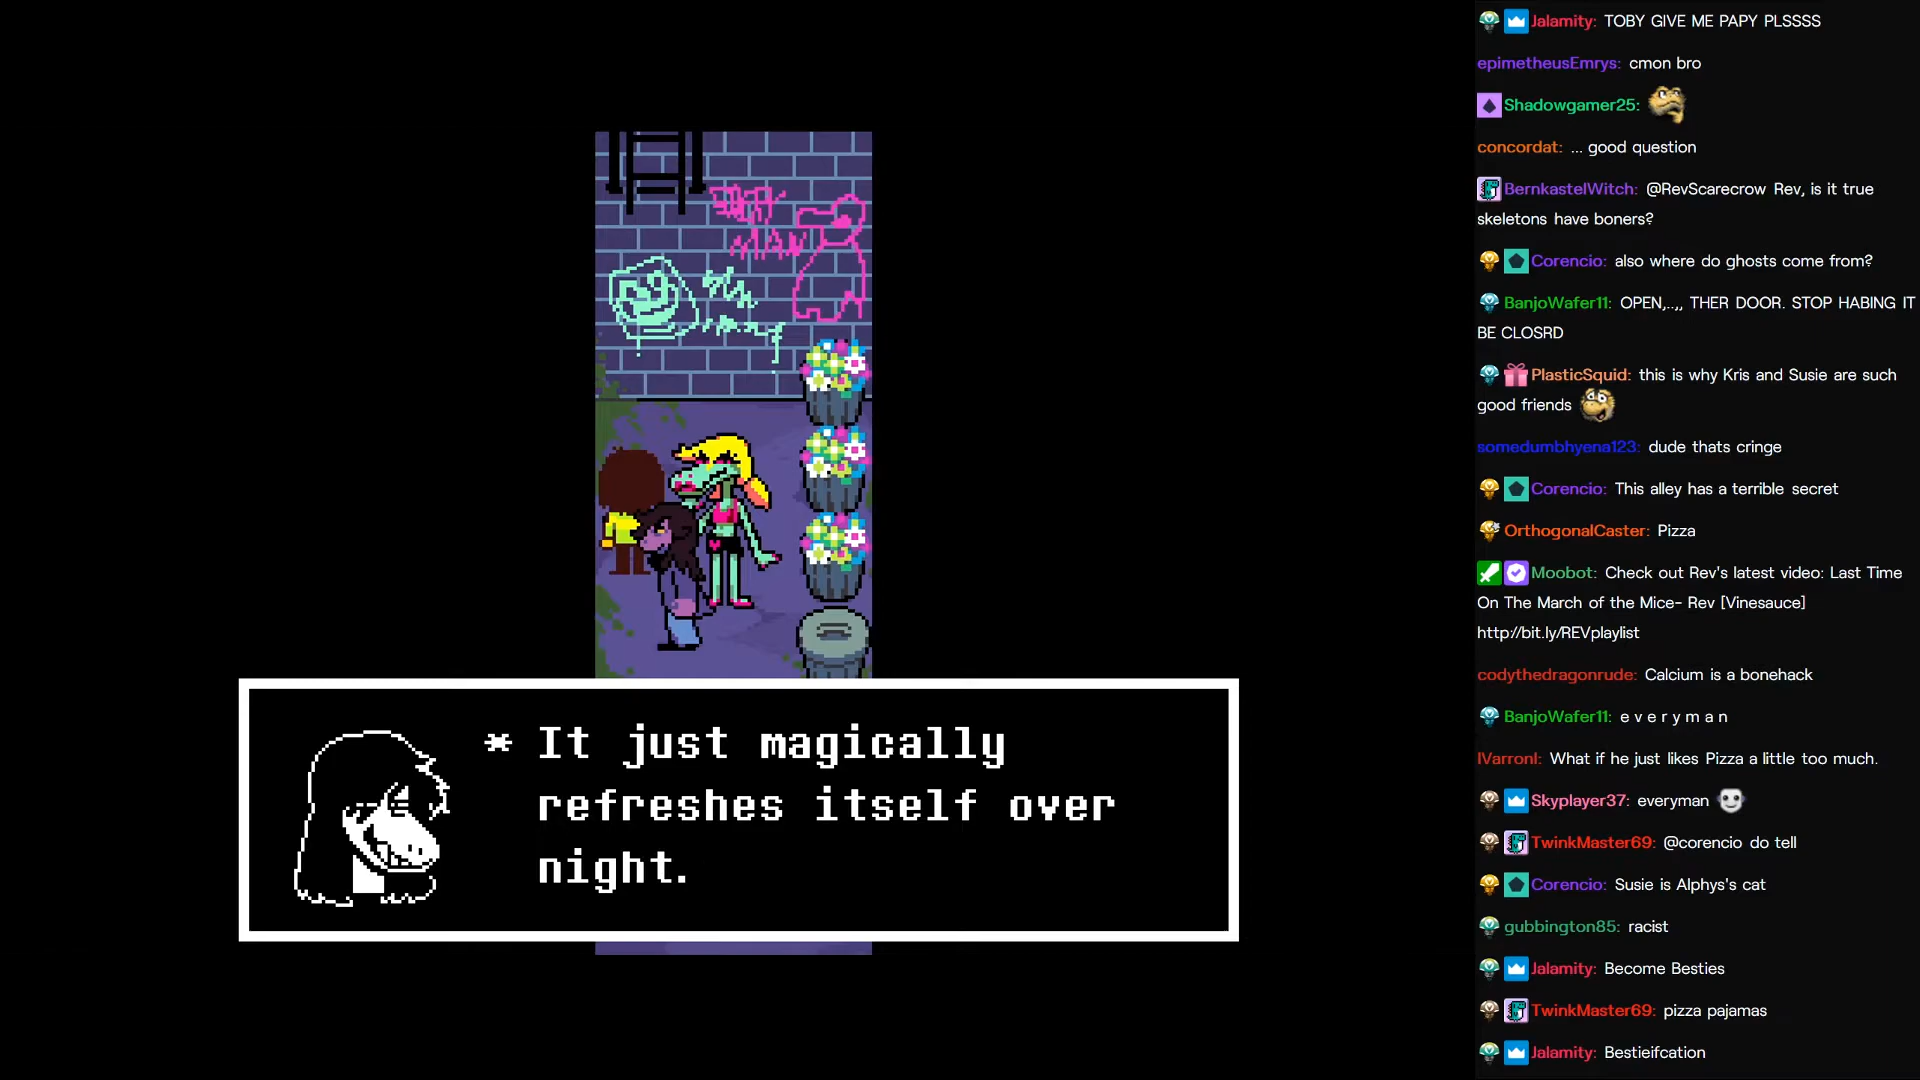 * It just magically
refreshes itself over
night.
Jalamity: TOBY GIVE ME PAPY PLSSSS
epimetheusEmrys: cmon bro
Shadowgamer25:
concordat: ... good question
BernkastelWitch: @RevScarecrow Rev, is it true
skeletons have boners?
Corencio: also where do ghosts come from?
BanjoWafer11: OPEN,..,, THER DOOR. STOP HABING IT
BE CLOSRD
PlasticSquid: this is why Kris and Susie are such
good friends
somedumbhyena123: dude thats cringe
Corencio: This alley has a terrible secret
OrthogonalCaster: Pizza
Moobot: Check out Rev's latest video: Last Time
On The March of the Mice- Rev [Vinesauce]
http://bit.ly/REVplaylist
codythedragonrude: Calcium is a bonehack
BanjoWafer11: e v e r y m a n
IVarronI: What if he just likes Pizza a little too much.
Skyplayer37: everyman
TwinkMaster69: @corencio do tell
Corencio: Susie is Alphys's cat
gubbington85: racist
Jalamity: Become Besties
TwinkMaster69: pizza pajamas
Jalamity: Bestieifcation